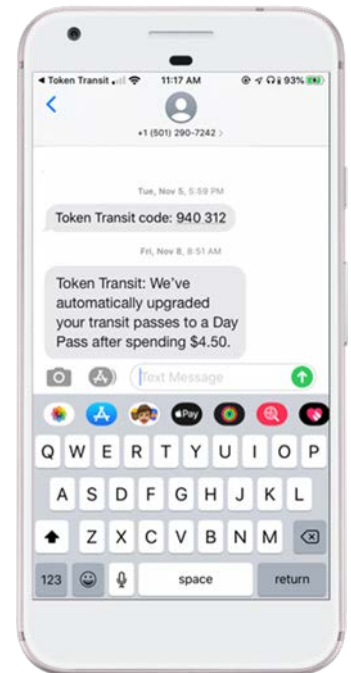 Token Transit
11:17 AM
93%
+1 (501) 290-7242 >
Tue, Nov 5, 5:59 PM
Token Transit code: 940 312
Fri, Nov 8, 8:51 AM
Token Transit: We've
automatically upgraded
your transit passes to a Day
Pass after spending $4.50.
Text Message
Pay
Q W E R T Y U I O P
A S D F G H J K L
Z X C V B N M
123 space return